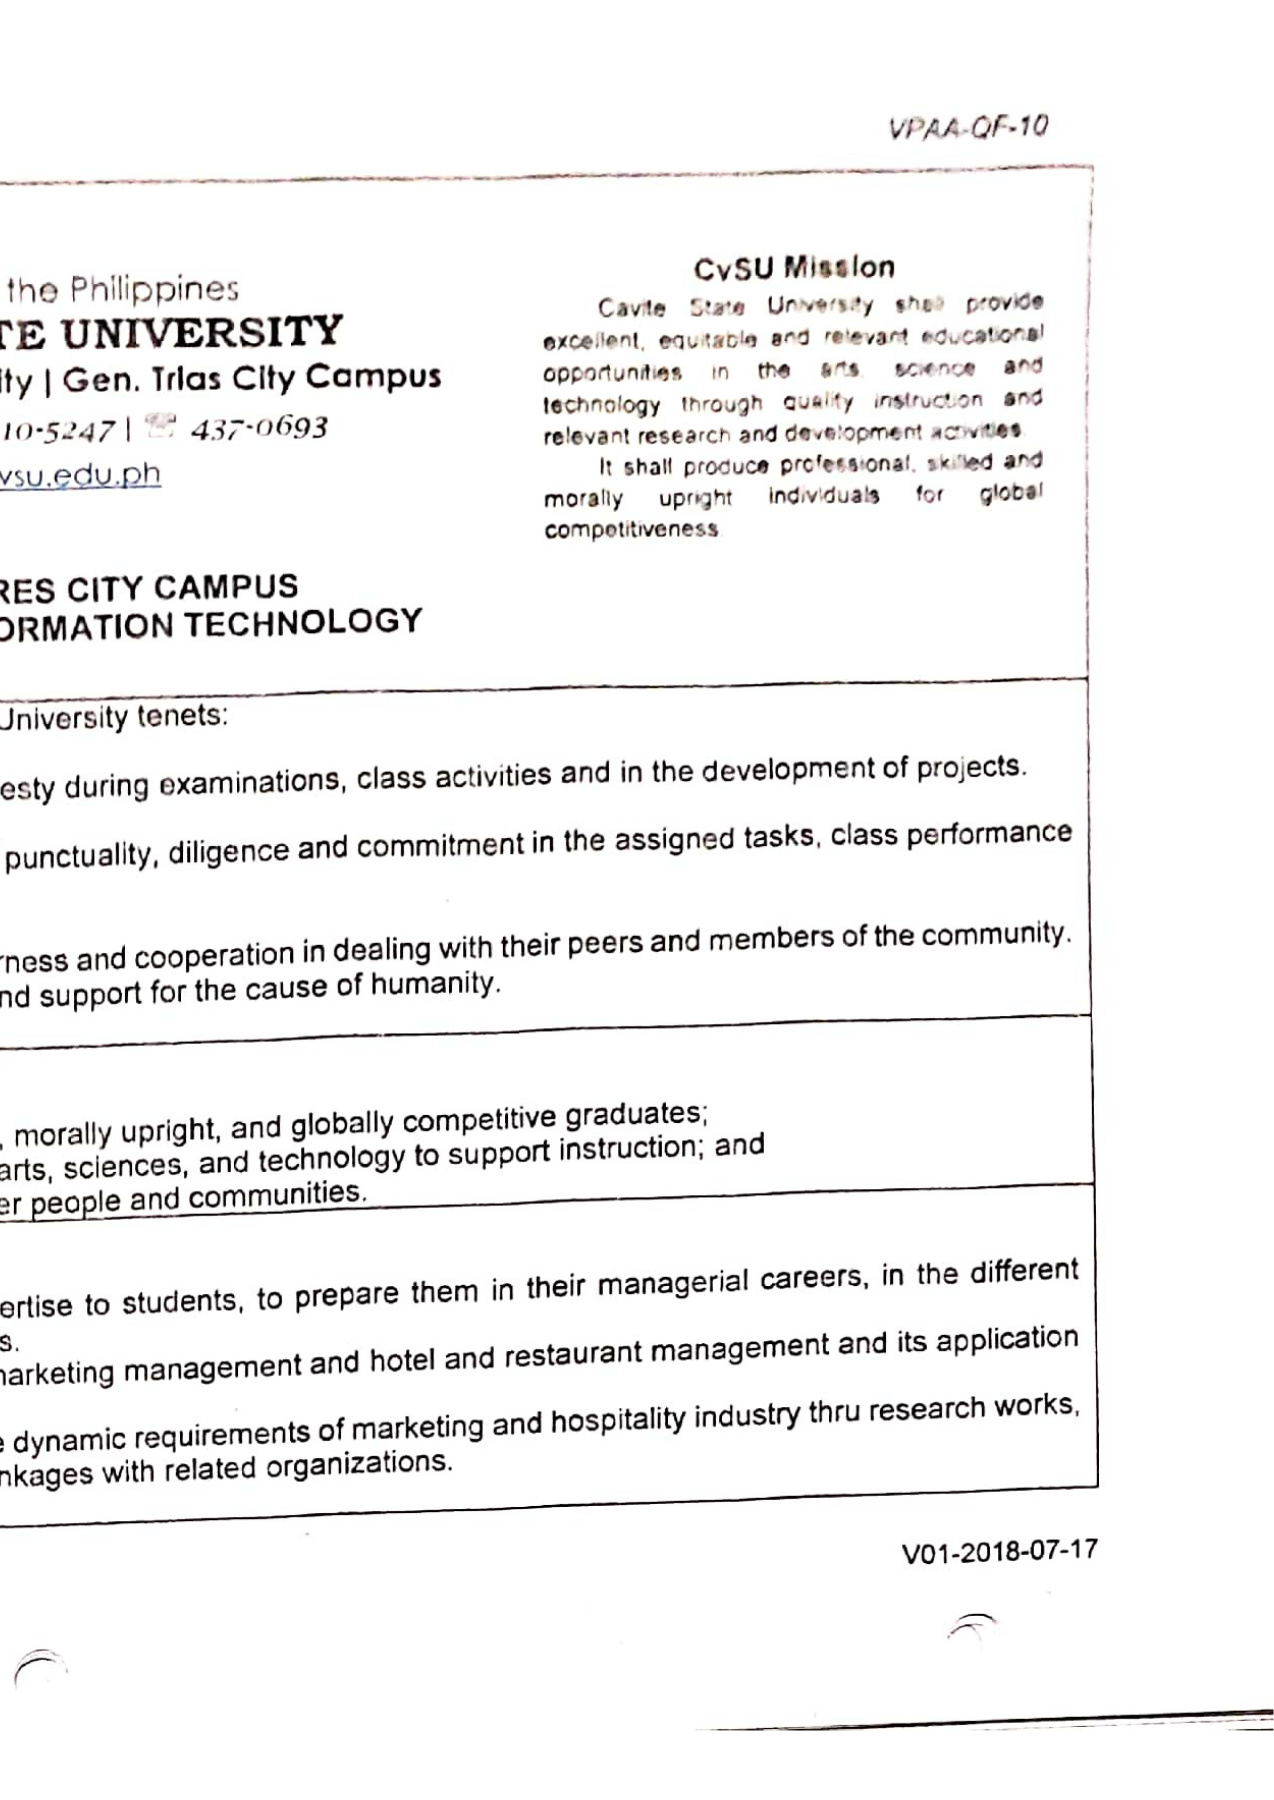 VPAA-QF-10
the Philippines
TE UNIVERSITY
ity | Gen. Trias City Campus
10-5247 | ☏ 437-0693
vsu.edu.ph
CvSU Mission
Cavite State University shall provide
excellent, equitable and relevant educational
opportunities in the arts, science and
technology through quality instruction and
relevant research and development activities.
It shall produce professional, skilled and
morally upright individuals for global
competitiveness
RES CITY CAMPUS
ORMATION TECHNOLOGY
University tenets:
esty during examinations, class activities and in the development of projects.
punctuality, diligence and commitment in the assigned tasks, class performance
rness and cooperation in dealing with their peers and members of the community.
nd support for the cause of humanity.
, morally upright, and globally competitive graduates;
arts, sciences, and technology to support instruction; and
er people and communities.
ertise to students, to prepare them in their managerial careers, in the different
s.
narketing management and hotel and restaurant management and its application
e dynamic requirements of marketing and hospitality industry thru research works,
nkages with related organizations.
V01-2018-07-17